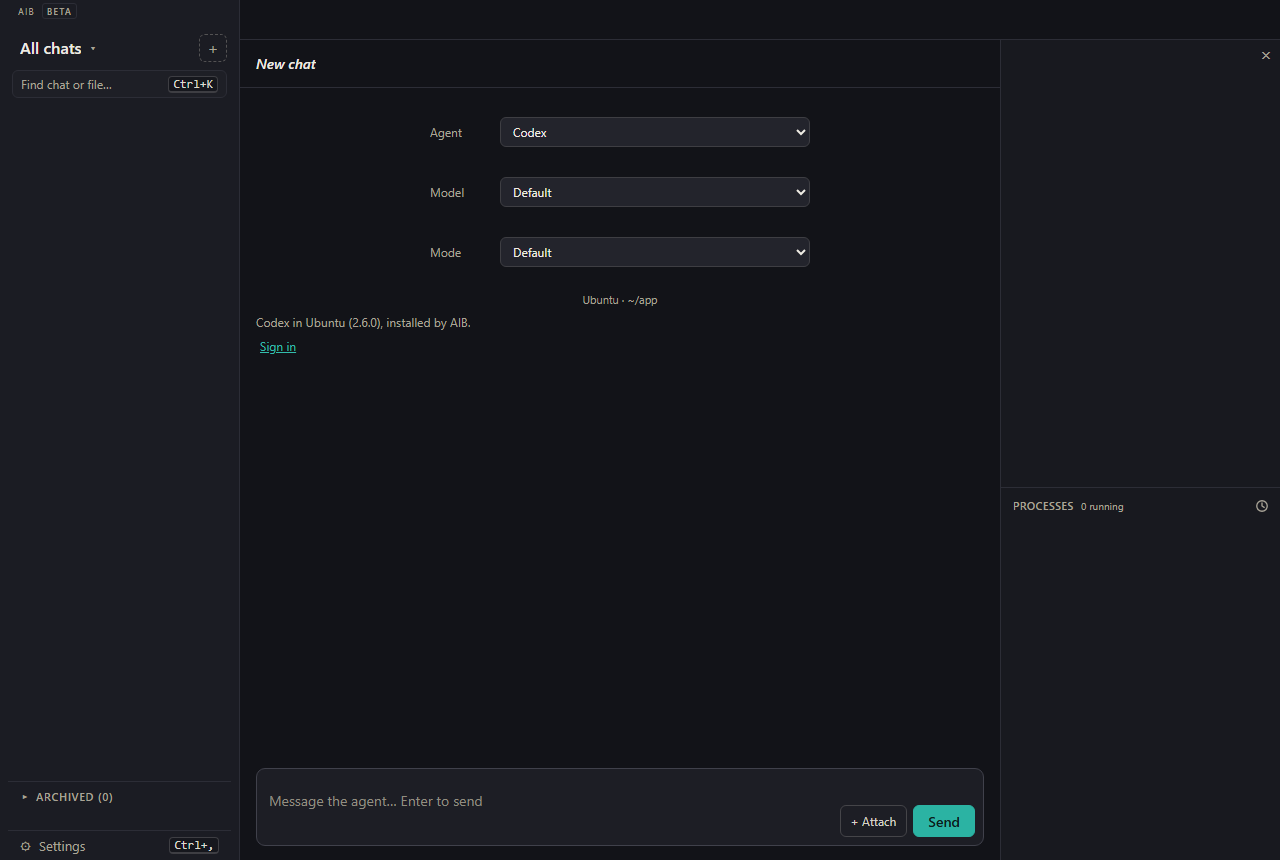 AIB BETA
All chats
+
Find chat or file... Ctrl+K
ARCHIVED (0)
Settings Ctrl+,
New chat
Agent Codex
Model Default
Mode Default
Ubuntu · ~/app
Codex in Ubuntu (2.6.0), installed by AIB.
Sign in
Message the agent... Enter to send
+ Attach Send
PROCESSES 0 running